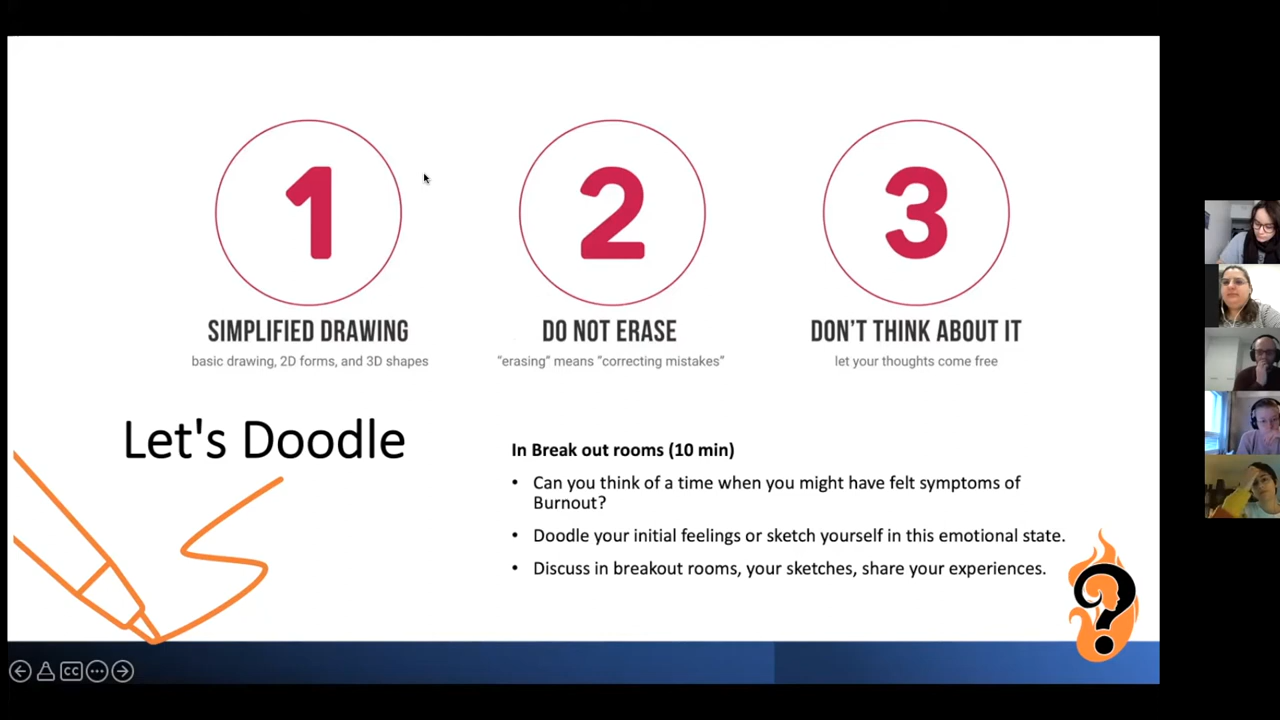 1
2
3
SIMPLIFIED DRAWING
DO NOT ERASE
DON'T THINK ABOUT IT
basic drawing, 2D forms, and 3D shapes
“erasing” means “correcting mistakes”
let your thoughts come free
Let's Doodle
In Break out rooms (10 min)
• Can you think of a time when you might have felt symptoms of
Burnout?
• Doodle your initial feelings or sketch yourself in this emotional state.
• Discuss in breakout rooms, your sketches, share your experiences.
?
CC